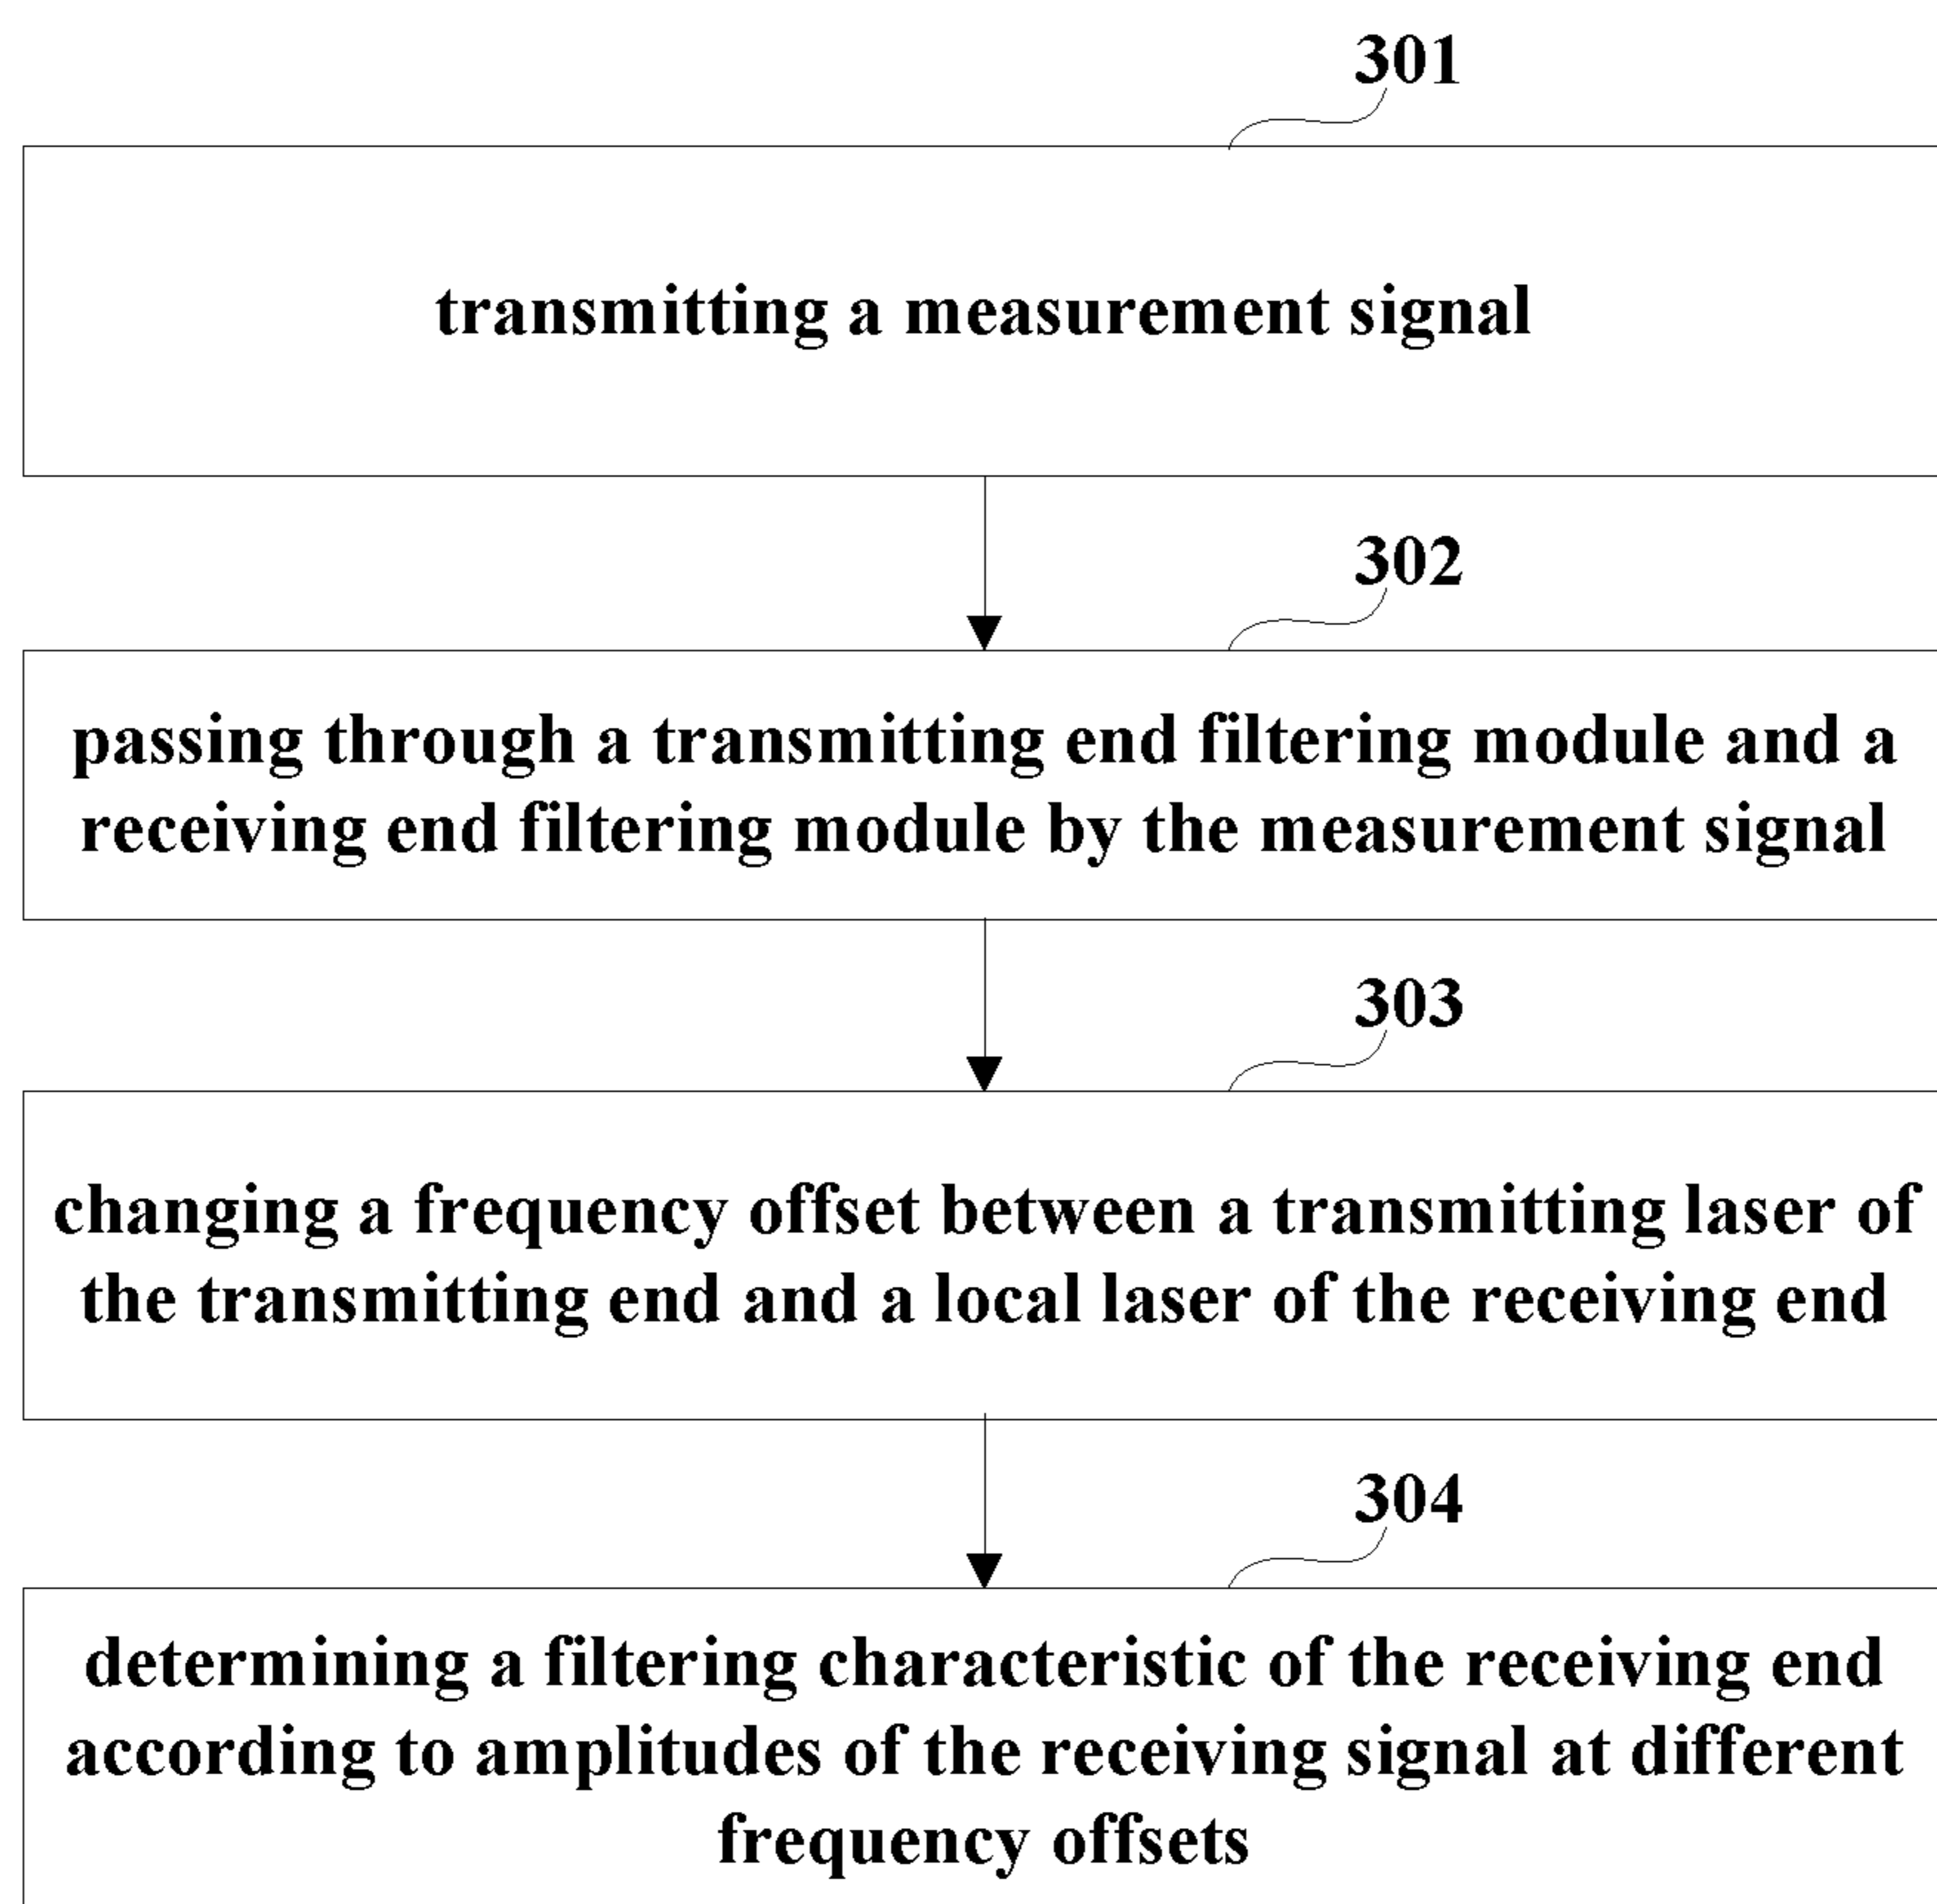 301
transmitting a measurement signal
302
passing through a transmitting end filtering module and a
receiving end filtering module by the measurement signal
303
changing a frequency offset between a transmitting laser of
the transmitting end and a local laser of the receiving end
304
determining a filtering characteristic of the receiving end
according to amplitudes of the receiving signal at different
frequency offsets